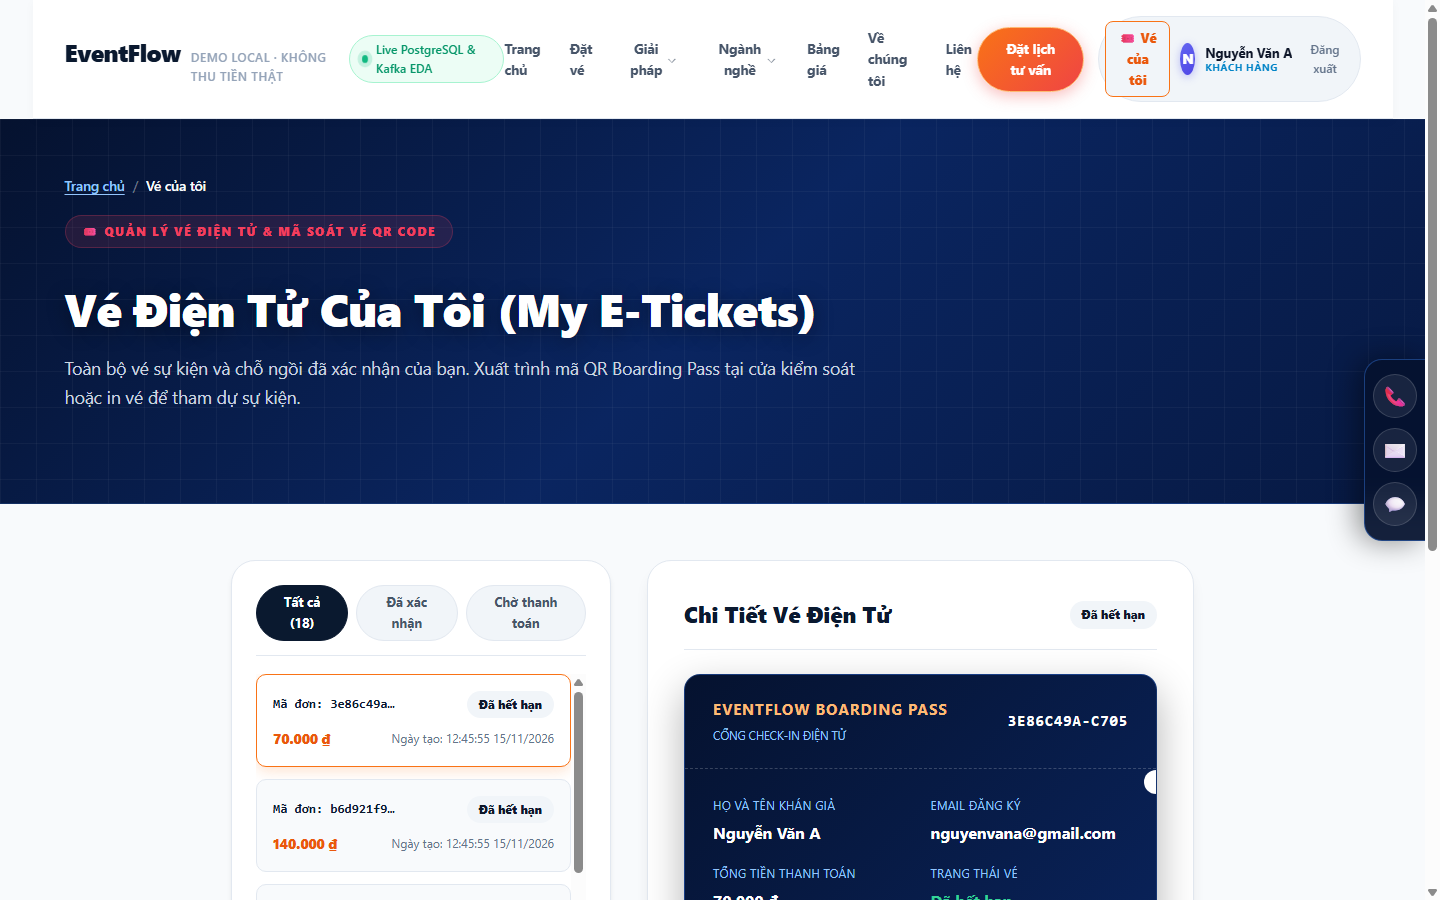 EventFlow
DEMO LOCAL · KHÔNG
THU TIỀN THẬT
Live PostgreSQL &
Kafka EDA
Trang
chủ
Đặt
vé
Giải
pháp
Ngành
nghề
Bảng
giá
Về
chúng
tôi
Liên
hệ
Đặt lịch
tư vấn
Vé
của
tôi
N
Nguyễn Văn A
KHÁCH HÀNG
Đăng
xuất
Trang chủ / Vé của tôi
QUẢN LÝ VÉ ĐIỆN TỬ & MÃ SOÁT VÉ QR CODE
Vé Điện Tử Của Tôi (My E-Tickets)
Toàn bộ vé sự kiện và chỗ ngồi đã xác nhận của bạn. Xuất trình mã QR Boarding Pass tại cửa kiểm soát
hoặc in vé để tham dự sự kiện.
Tất cả
(18)
Đã xác
nhận
Chờ thanh
toán
Mã đơn: 3e86c49a…
Đã hết hạn
70.000 ₫
Ngày tạo: 12:45:55 15/11/2026
Mã đơn: b6d921f9…
Đã hết hạn
140.000 ₫
Ngày tạo: 12:45:55 15/11/2026
Chi Tiết Vé Điện Tử
Đã hết hạn
EVENTFLOW BOARDING PASS
CỔNG CHECK-IN ĐIỆN TỬ
3E86C49A-C705
HỌ VÀ TÊN KHÁN GIẢ
Nguyễn Văn A
EMAIL ĐĂNG KÝ
nguyenvana@gmail.com
TỔNG TIỀN THANH TOÁN
70.000 ₫
TRẠNG THÁI VÉ
Đã hết hạn